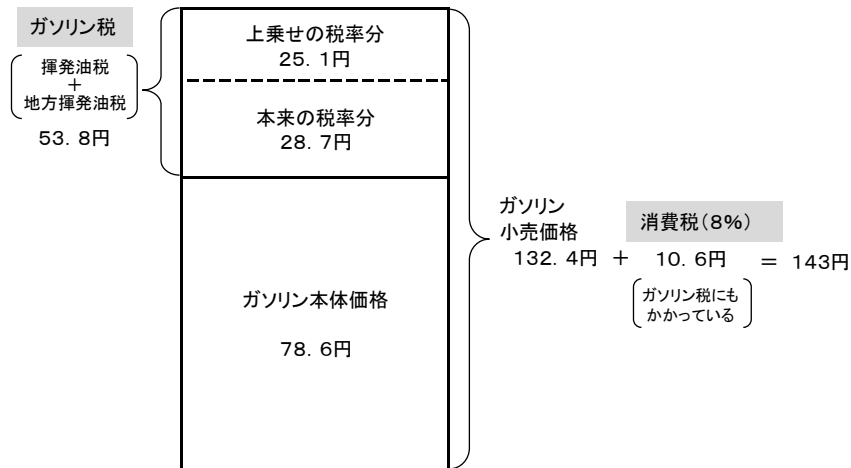 ガソリン税
揮発油税
＋
地方揮発油税
53．8円
上乗せの税率分
25．1円
本来の税率分
28．7円
ガソリン本体価格
78．6円
ガソリン
小売価格
消費税（8％）
132．4円 ＋ 10．6円 ＝ 143円
ガソリン税にも
かかっている